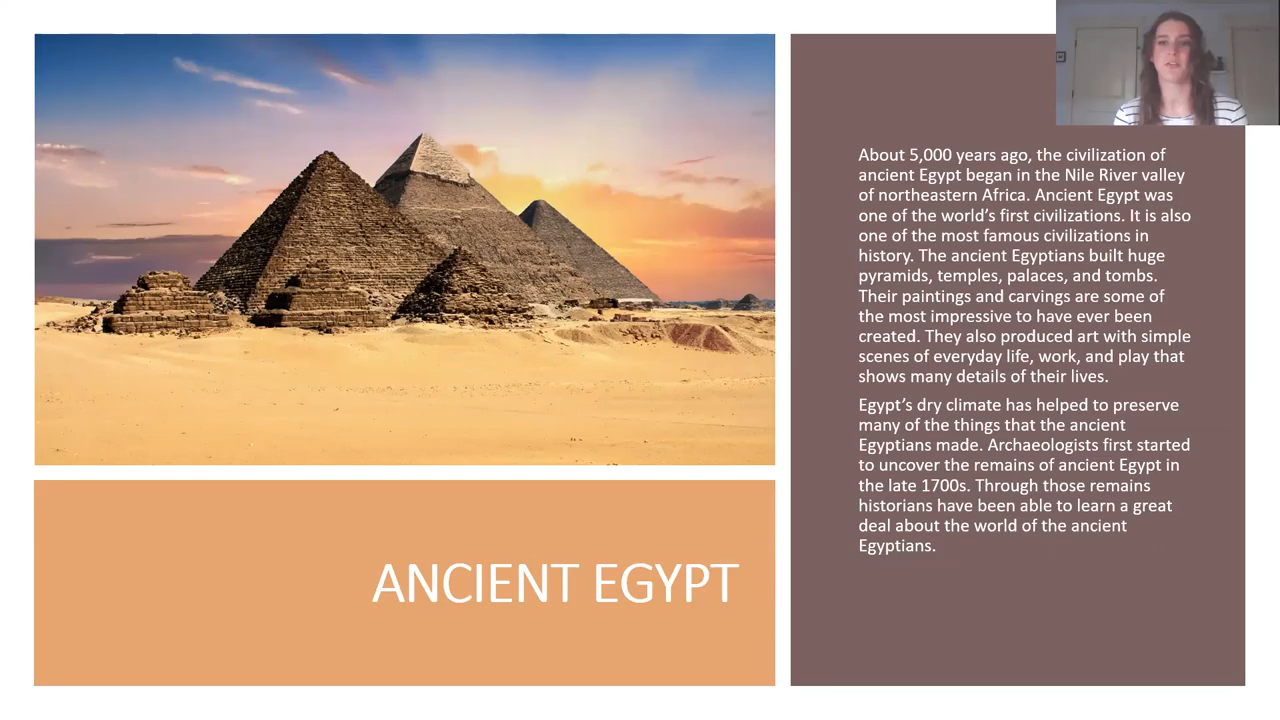 About 5,000 years ago, the civilization of
ancient Egypt began in the Nile River valley
of northeastern Africa. Ancient Egypt was
one of the world’s first civilizations. It is also
one of the most famous civilizations in
history. The ancient Egyptians built huge
pyramids, temples, palaces, and tombs.
Their paintings and carvings are some of
the most impressive to have ever been
created. They also produced art with simple
scenes of everyday life, work, and play that
shows many details of their lives.
Egypt’s dry climate has helped to preserve
many of the things that the ancient
Egyptians made. Archaeologists first started
to uncover the remains of ancient Egypt in
the late 1700s. Through those remains
historians have been able to learn a great
deal about the world of the ancient
Egyptians.
ANCIENT EGYPT